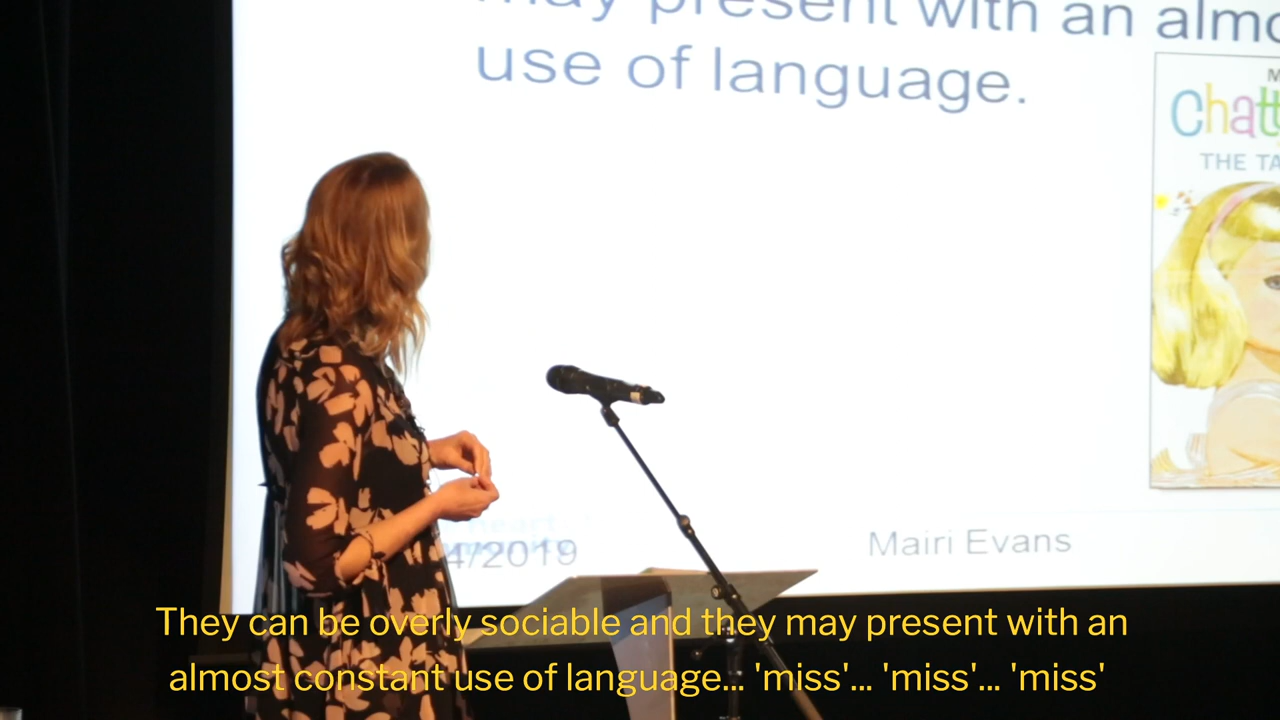 may present with an almo
use of language.
M
Chatt
THE TA
4/2019
Mairi Evans
They can be overly sociable and they may present with an
almost constant use of language... 'miss'... 'miss'... 'miss'